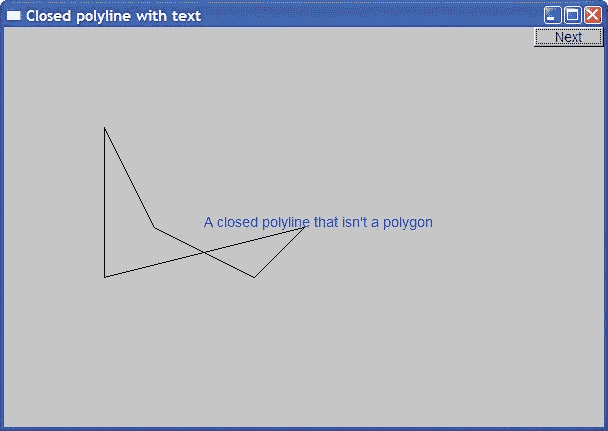 Closed polyline with text
Next
A closed polyline that isn't a polygon